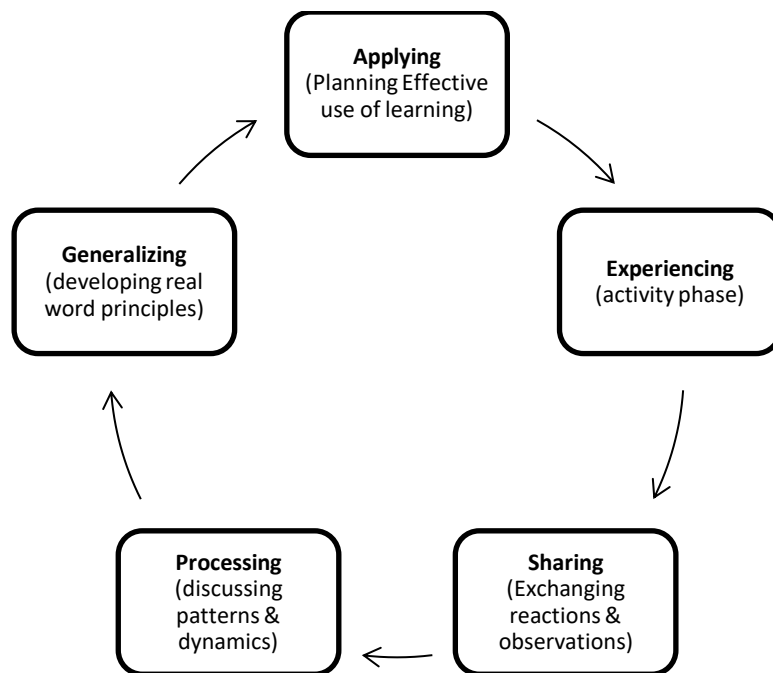 Applying
(Planning Effective
use of learning)
Generalizing
(developing real
word principles)
Experiencing
(activity phase)
Processing
(discussing
patterns &
dynamics)
Sharing
(Exchanging
reactions &
observations)